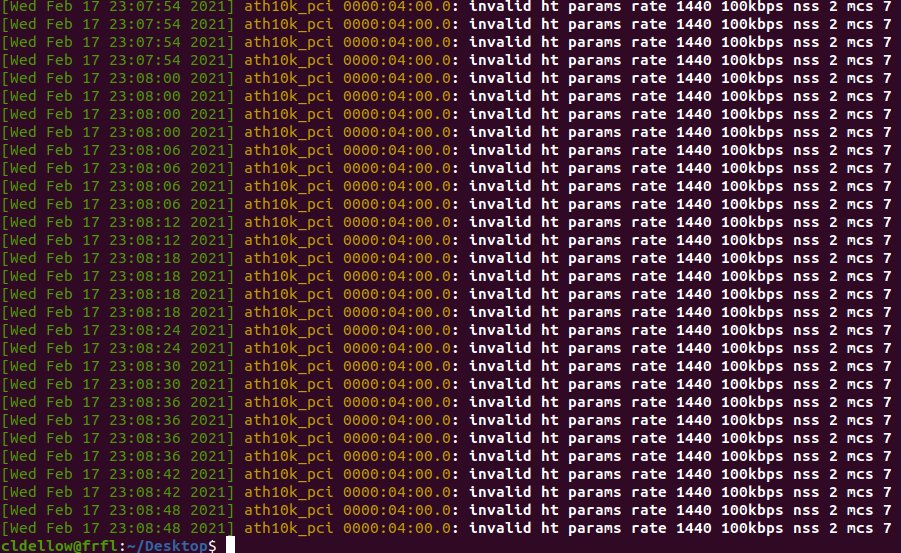 [Wed Feb 17 23:07:54 2021] ath10k_pci 0000:04:00.0: invalid ht params rate 1440 100kbps nss 2 mcs 7
[Wed Feb 17 23:07:54 2021] ath10k_pci 0000:04:00.0: invalid ht params rate 1440 100kbps nss 2 mcs 7
[Wed Feb 17 23:07:54 2021] ath10k_pci 0000:04:00.0: invalid ht params rate 1440 100kbps nss 2 mcs 7
[Wed Feb 17 23:07:54 2021] ath10k_pci 0000:04:00.0: invalid ht params rate 1440 100kbps nss 2 mcs 7
[Wed Feb 17 23:08:00 2021] ath10k_pci 0000:04:00.0: invalid ht params rate 1440 100kbps nss 2 mcs 7
[Wed Feb 17 23:08:00 2021] ath10k_pci 0000:04:00.0: invalid ht params rate 1440 100kbps nss 2 mcs 7
[Wed Feb 17 23:08:00 2021] ath10k_pci 0000:04:00.0: invalid ht params rate 1440 100kbps nss 2 mcs 7
[Wed Feb 17 23:08:00 2021] ath10k_pci 0000:04:00.0: invalid ht params rate 1440 100kbps nss 2 mcs 7
[Wed Feb 17 23:08:06 2021] ath10k_pci 0000:04:00.0: invalid ht params rate 1440 100kbps nss 2 mcs 7
[Wed Feb 17 23:08:06 2021] ath10k_pci 0000:04:00.0: invalid ht params rate 1440 100kbps nss 2 mcs 7
[Wed Feb 17 23:08:06 2021] ath10k_pci 0000:04:00.0: invalid ht params rate 1440 100kbps nss 2 mcs 7
[Wed Feb 17 23:08:06 2021] ath10k_pci 0000:04:00.0: invalid ht params rate 1440 100kbps nss 2 mcs 7
[Wed Feb 17 23:08:12 2021] ath10k_pci 0000:04:00.0: invalid ht params rate 1440 100kbps nss 2 mcs 7
[Wed Feb 17 23:08:12 2021] ath10k_pci 0000:04:00.0: invalid ht params rate 1440 100kbps nss 2 mcs 7
[Wed Feb 17 23:08:18 2021] ath10k_pci 0000:04:00.0: invalid ht params rate 1440 100kbps nss 2 mcs 7
[Wed Feb 17 23:08:18 2021] ath10k_pci 0000:04:00.0: invalid ht params rate 1440 100kbps nss 2 mcs 7
[Wed Feb 17 23:08:18 2021] ath10k_pci 0000:04:00.0: invalid ht params rate 1440 100kbps nss 2 mcs 7
[Wed Feb 17 23:08:18 2021] ath10k_pci 0000:04:00.0: invalid ht params rate 1440 100kbps nss 2 mcs 7
[Wed Feb 17 23:08:24 2021] ath10k_pci 0000:04:00.0: invalid ht params rate 1440 100kbps nss 2 mcs 7
[Wed Feb 17 23:08:24 2021] ath10k_pci 0000:04:00.0: invalid ht params rate 1440 100kbps nss 2 mcs 7
[Wed Feb 17 23:08:30 2021] ath10k_pci 0000:04:00.0: invalid ht params rate 1440 100kbps nss 2 mcs 7
[Wed Feb 17 23:08:30 2021] ath10k_pci 0000:04:00.0: invalid ht params rate 1440 100kbps nss 2 mcs 7
[Wed Feb 17 23:08:36 2021] ath10k_pci 0000:04:00.0: invalid ht params rate 1440 100kbps nss 2 mcs 7
[Wed Feb 17 23:08:36 2021] ath10k_pci 0000:04:00.0: invalid ht params rate 1440 100kbps nss 2 mcs 7
[Wed Feb 17 23:08:36 2021] ath10k_pci 0000:04:00.0: invalid ht params rate 1440 100kbps nss 2 mcs 7
[Wed Feb 17 23:08:36 2021] ath10k_pci 0000:04:00.0: invalid ht params rate 1440 100kbps nss 2 mcs 7
[Wed Feb 17 23:08:42 2021] ath10k_pci 0000:04:00.0: invalid ht params rate 1440 100kbps nss 2 mcs 7
[Wed Feb 17 23:08:42 2021] ath10k_pci 0000:04:00.0: invalid ht params rate 1440 100kbps nss 2 mcs 7
[Wed Feb 17 23:08:48 2021] ath10k_pci 0000:04:00.0: invalid ht params rate 1440 100kbps nss 2 mcs 7
[Wed Feb 17 23:08:48 2021] ath10k_pci 0000:04:00.0: invalid ht params rate 1440 100kbps nss 2 mcs 7
cldellow@frfl:~/Desktop$